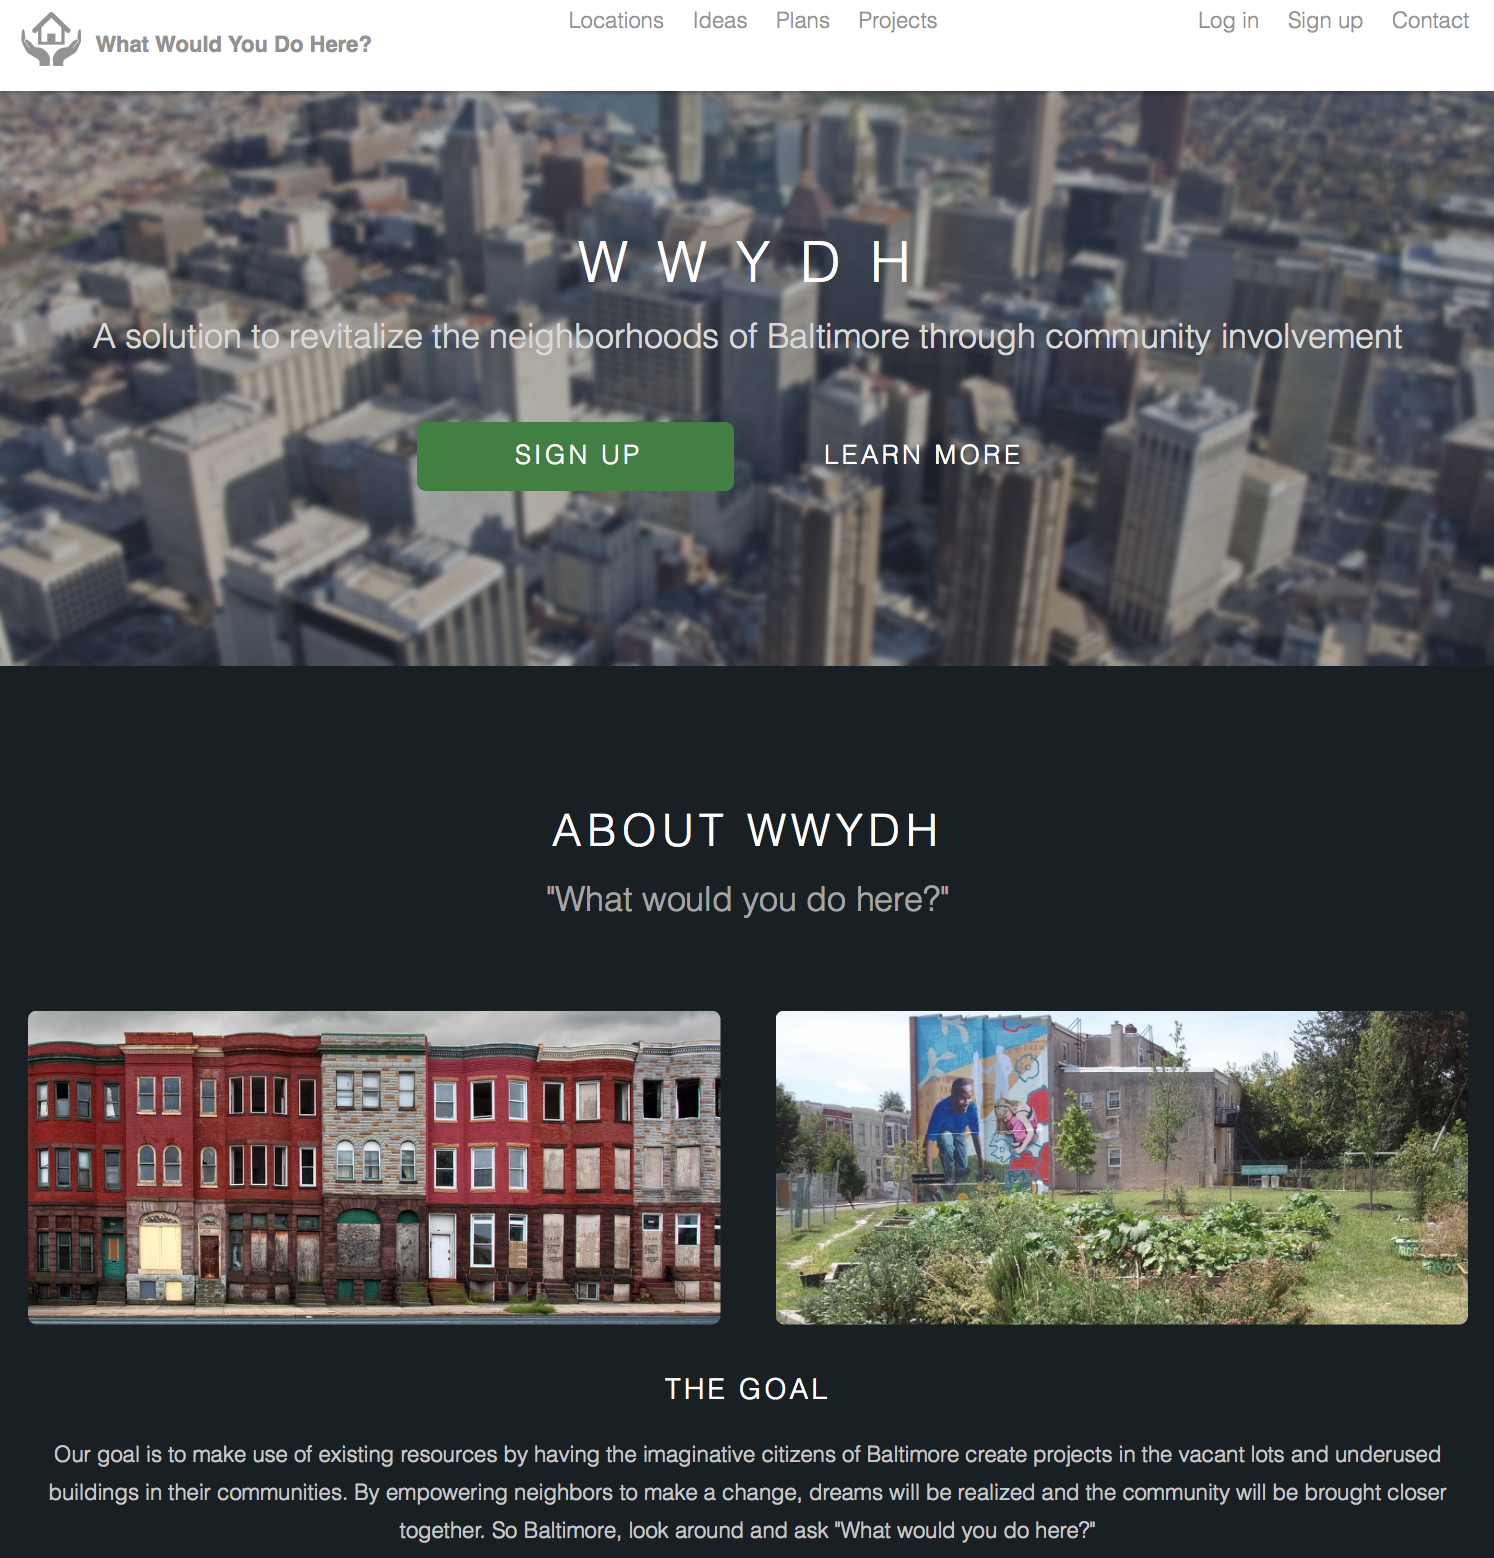 What Would You Do Here?
Locations Ideas Plans Projects
Log in Sign up Contact
W W Y D H
A solution to revitalize the neighborhoods of Baltimore through community involvement
SIGN UP
LEARN MORE
ABOUT WWYDH
"What would you do here?"
THE GOAL
Our goal is to make use of existing resources by having the imaginative citizens of Baltimore create projects in the vacant lots and underused
buildings in their communities. By empowering neighbors to make a change, dreams will be realized and the community will be brought closer
together. So Baltimore, look around and ask "What would you do here?"